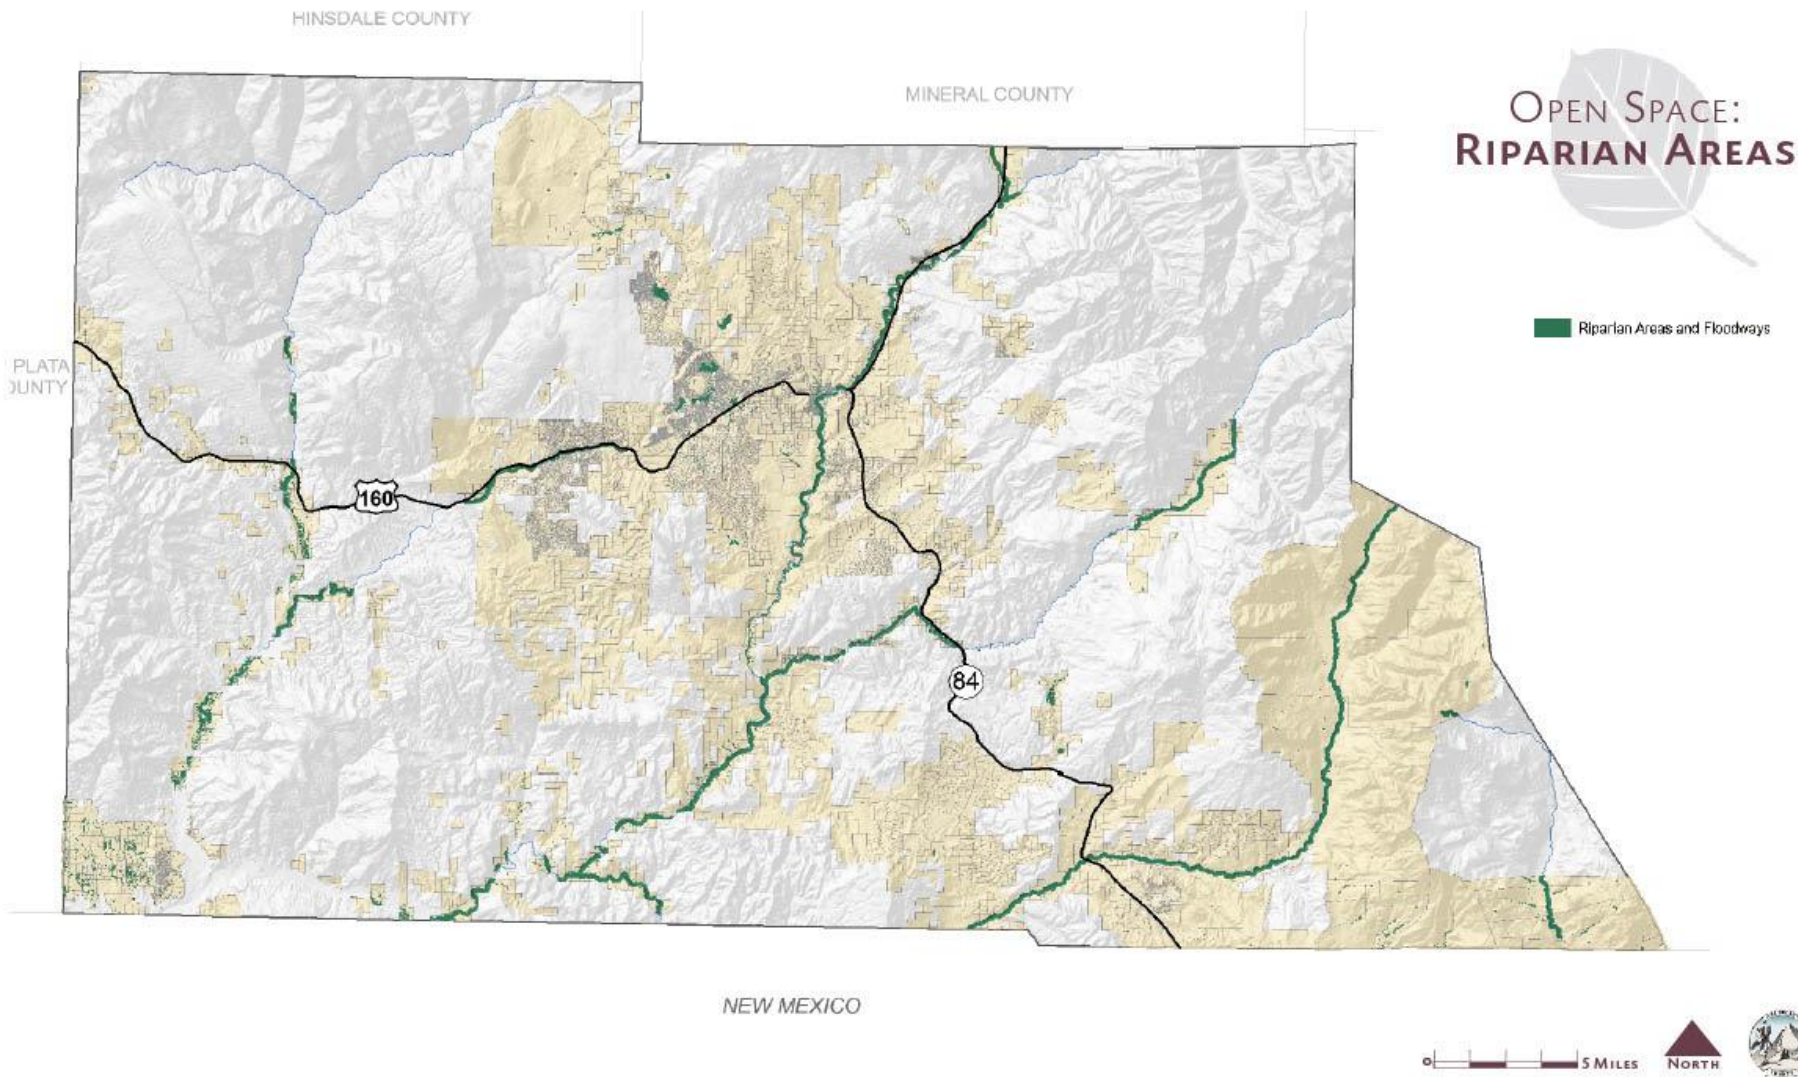 HINSDALE COUNTY
MINERAL COUNTY
OPEN SPACE:
RIPARIAN AREAS
Riparian Areas and Floodways
PLATA
160
84
NEW MEXICO
0 5 MILES
NORTH